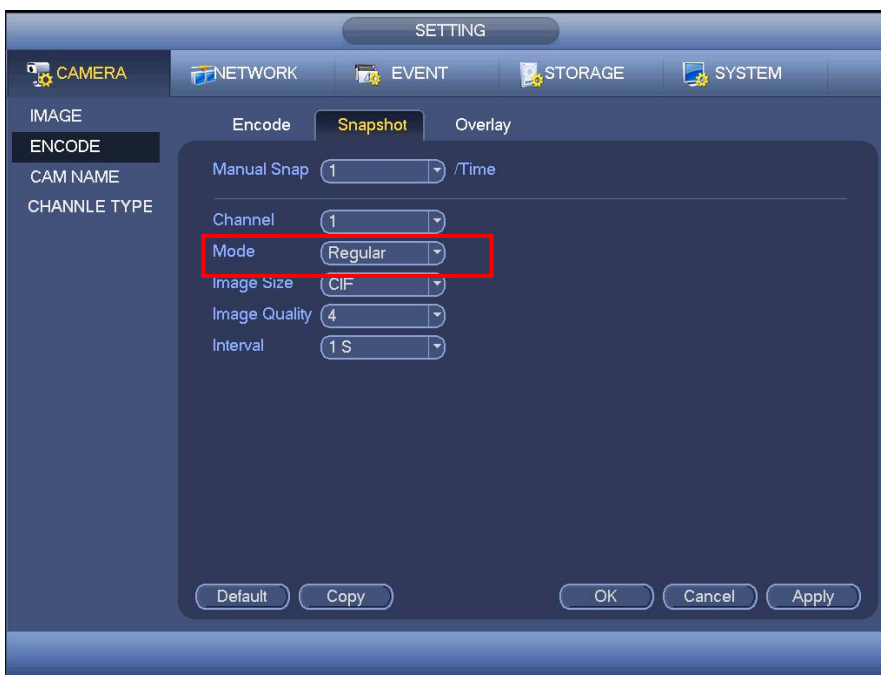 SETTING
CAMERA NETWORK EVENT STORAGE SYSTEM
IMAGE
ENCODE
CAM NAME
CHANNLE TYPE
Encode Snapshot Overlay
Manual Snap 1 /Time
Channel 1
Mode Regular
Image Size CIF
Image Quality 4
Interval 1 S
Default Copy OK Cancel Apply